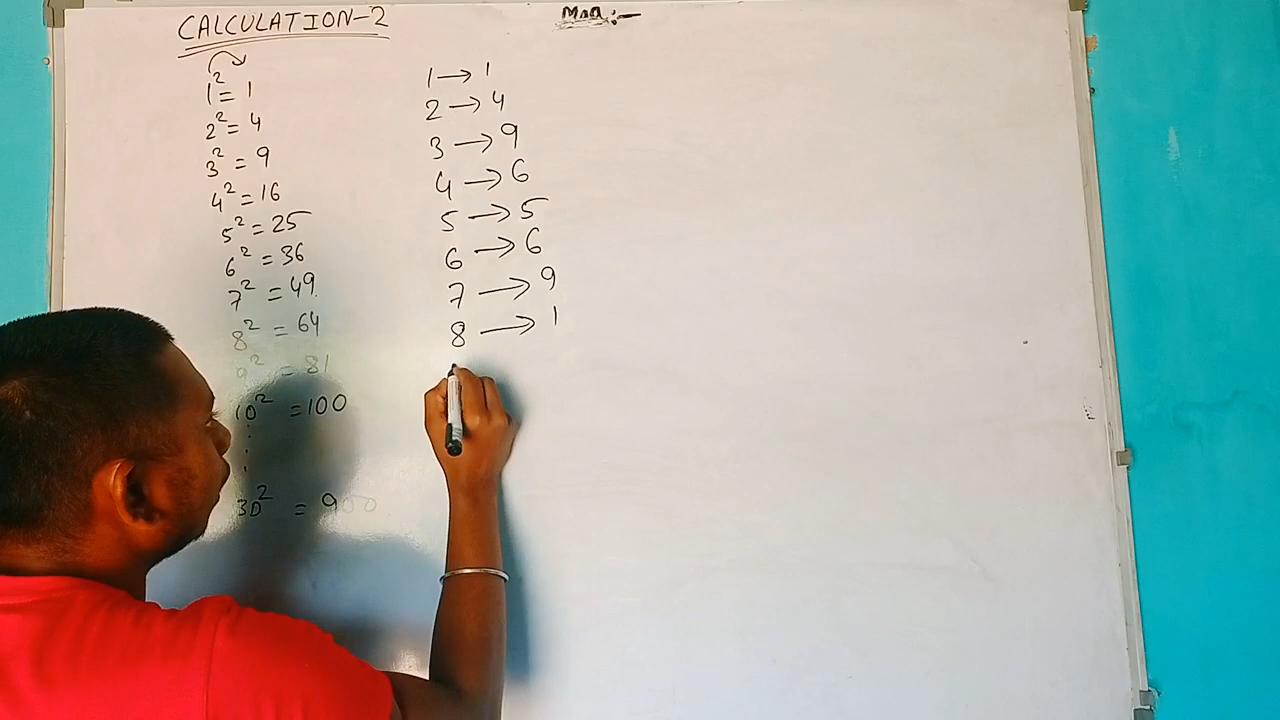 CALCULATION-2
Maa :-
1² = 1
2² = 4
3² = 9
4² = 16
5² = 25
6² = 36
7² = 49
8² = 64
9² = 81
10² = 100
⋮
30² = 900
1 → 1
2 → 4
3 → 9
4 → 6
5 → 5
6 → 6
7 → 9
8 → 1